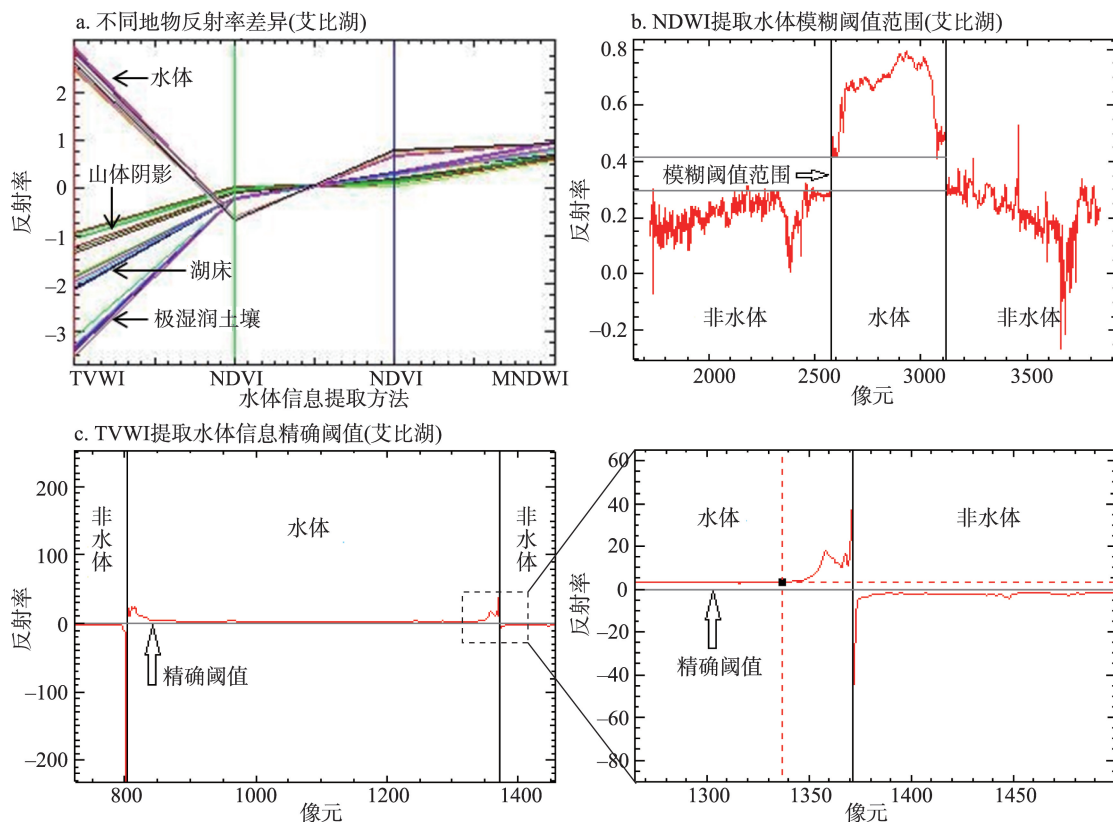 a. 不同地物反射率差异(艾比湖)
反射率
2
1
0
−1
−2
−3
水体
山体阴影
湖床
极湿润土壤
TVWI
NDVI
NDVI
MNDWI
水体信息提取方法
b. NDWI提取水体模糊阈值范围(艾比湖)
反射率
0.8
0.6
0.4
0.2
0.0
−0.2
模糊阈值范围
非水体
水体
非水体
2000
2500
3000
3500
像元
c. TVWI提取水体信息精确阈值(艾比湖)
反射率
200
100
0
−100
−200
非水体
水体
非水体
精确阈值
800
1000
1200
1400
像元
反射率
60
40
20
0
−20
−40
−60
−80
水体
非水体
精确阈值
1300
1350
1400
1450
像元